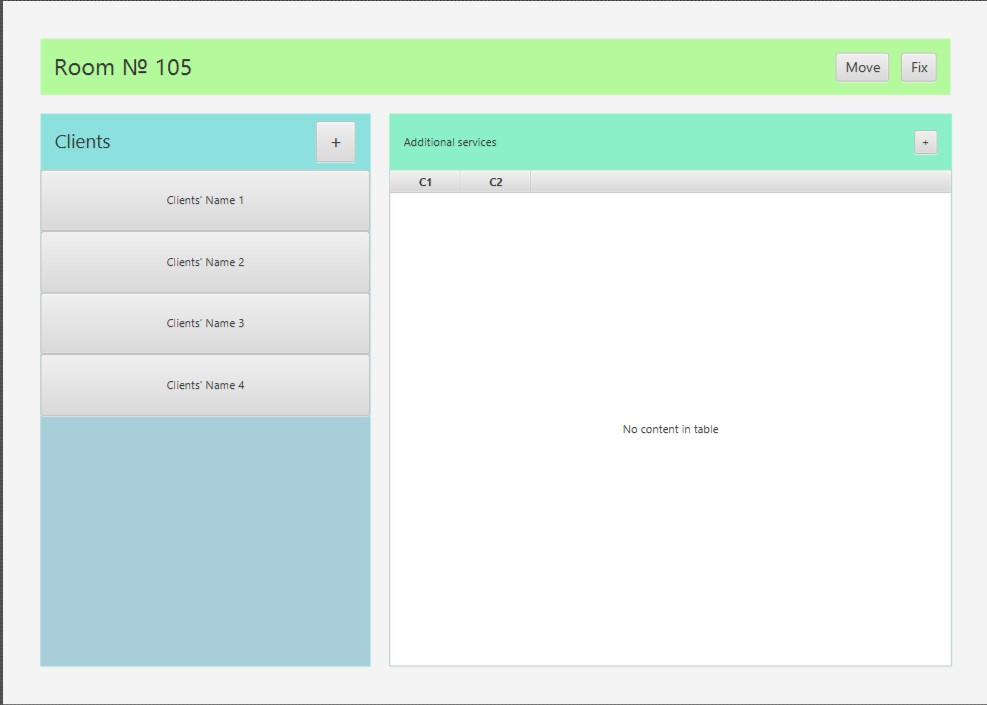 Room № 105
Move
Fix
Clients
+
Clients' Name 1
Clients' Name 2
Clients' Name 3
Clients' Name 4
Additional services
+
C1
C2
No content in table